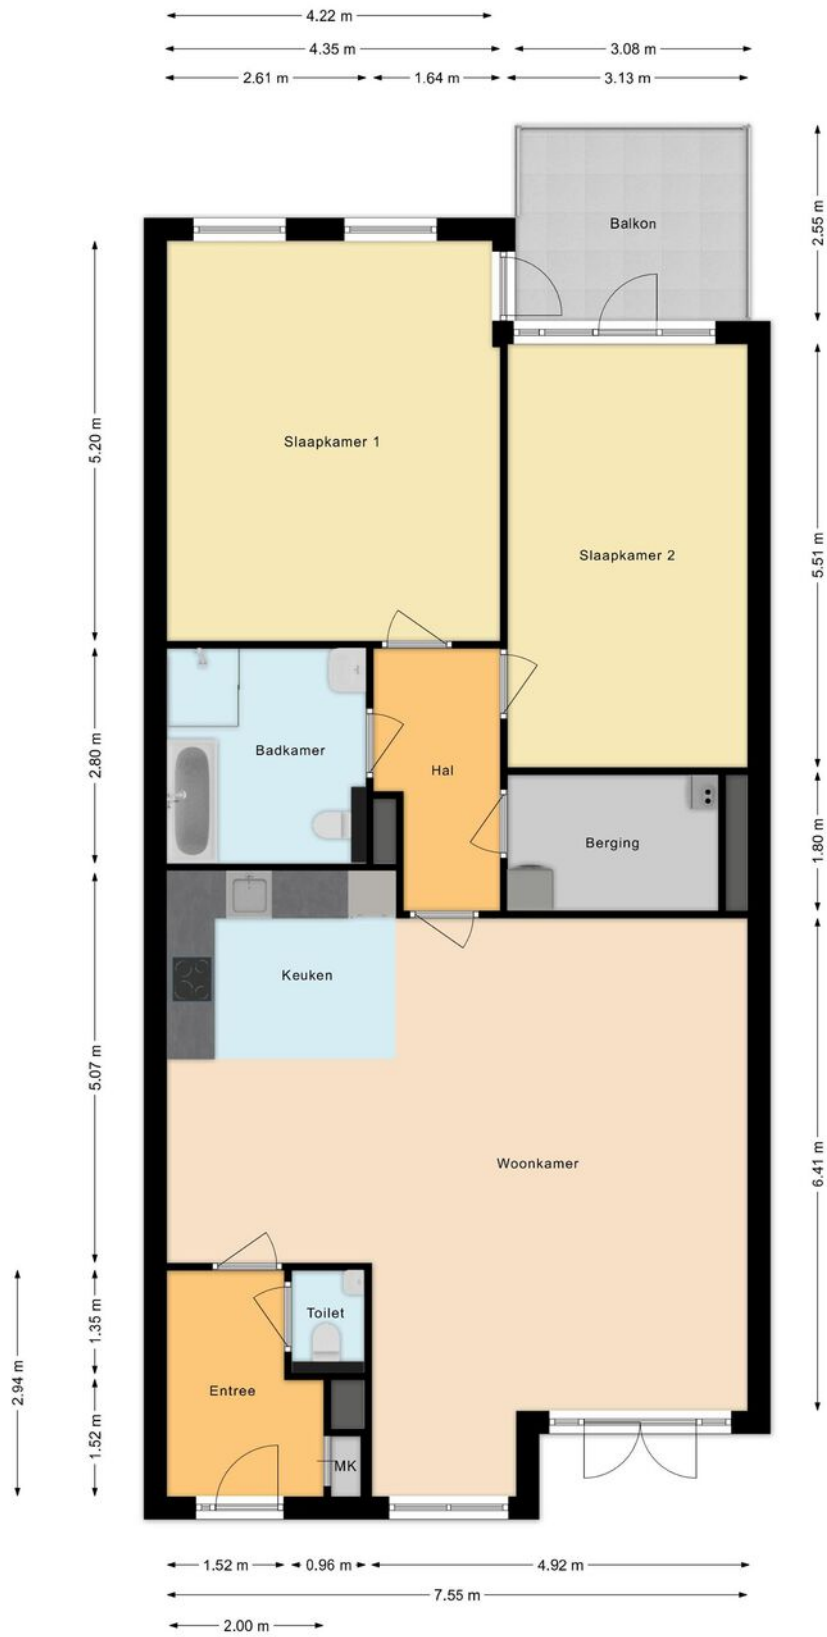 4.22 m
4.35 m
3.08 m
2.61 m
1.64 m
3.13 m
2.55 m
Balkon
5.20 m
Slaapkamer 1
5.51 m
Slaapkamer 2
2.80 m
Badkamer
Hal
1.80 m
Berging
Keuken
5.07 m
Woonkamer
6.41 m
2.94 m
1.35 m
Toilet
Entree
1.52 m
MK
1.52 m
0.96 m
4.92 m
7.55 m
2.00 m